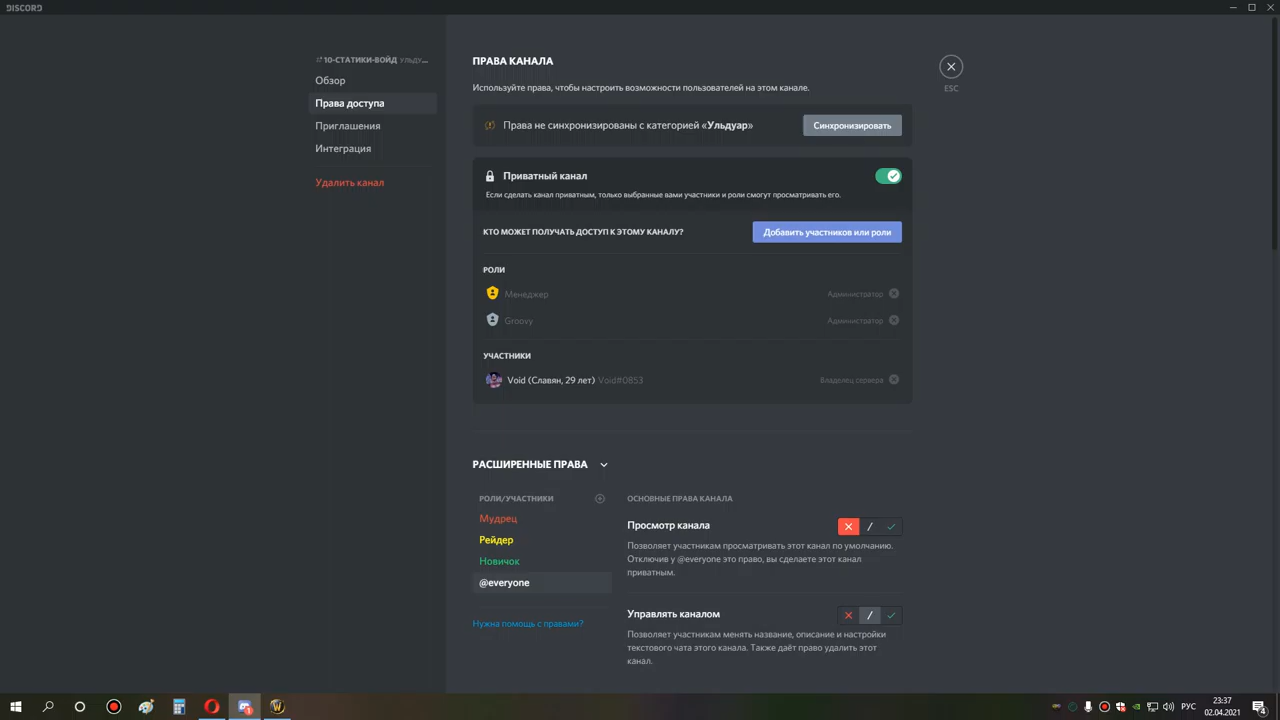 DISCORD
10-СТАТИКИ-ВОЙД УЛЬДУ...
Обзор
Права доступа
Приглашения
Интеграция
Удалить канал
ПРАВА КАНАЛА
Используйте права, чтобы настроить возможности пользователей на этом канале.
ESC
Права не синхронизированы с категорией «Ульдуар»
Синхронизировать
Приватный канал
Если сделать канал приватным, только выбранные вами участники и роли смогут просматривать его.
КТО МОЖЕТ ПОЛУЧАТЬ ДОСТУП К ЭТОМУ КАНАЛУ?
Добавить участников или роли
РОЛИ
Менеджер Администратор
Groovy Администратор
УЧАСТНИКИ
Void (Славян, 29 лет) Void#0853 Владелец сервера
РАСШИРЕННЫЕ ПРАВА
РОЛИ/УЧАСТНИКИ
Мудрец
Рейдер
Новичок
@everyone
Нужна помощь с правами?
ОСНОВНЫЕ ПРАВА КАНАЛА
Просмотр канала
Позволяет участникам просматривать этот канал по умолчанию.
Отключив у @everyone это право, вы сделаете этот канал
приватным.
Управлять каналом
Позволяет участникам менять название, описание и настройки
текстового чата этого канала. Также даёт право удалить этот
канал.
РУС
23:37
02.04.2021